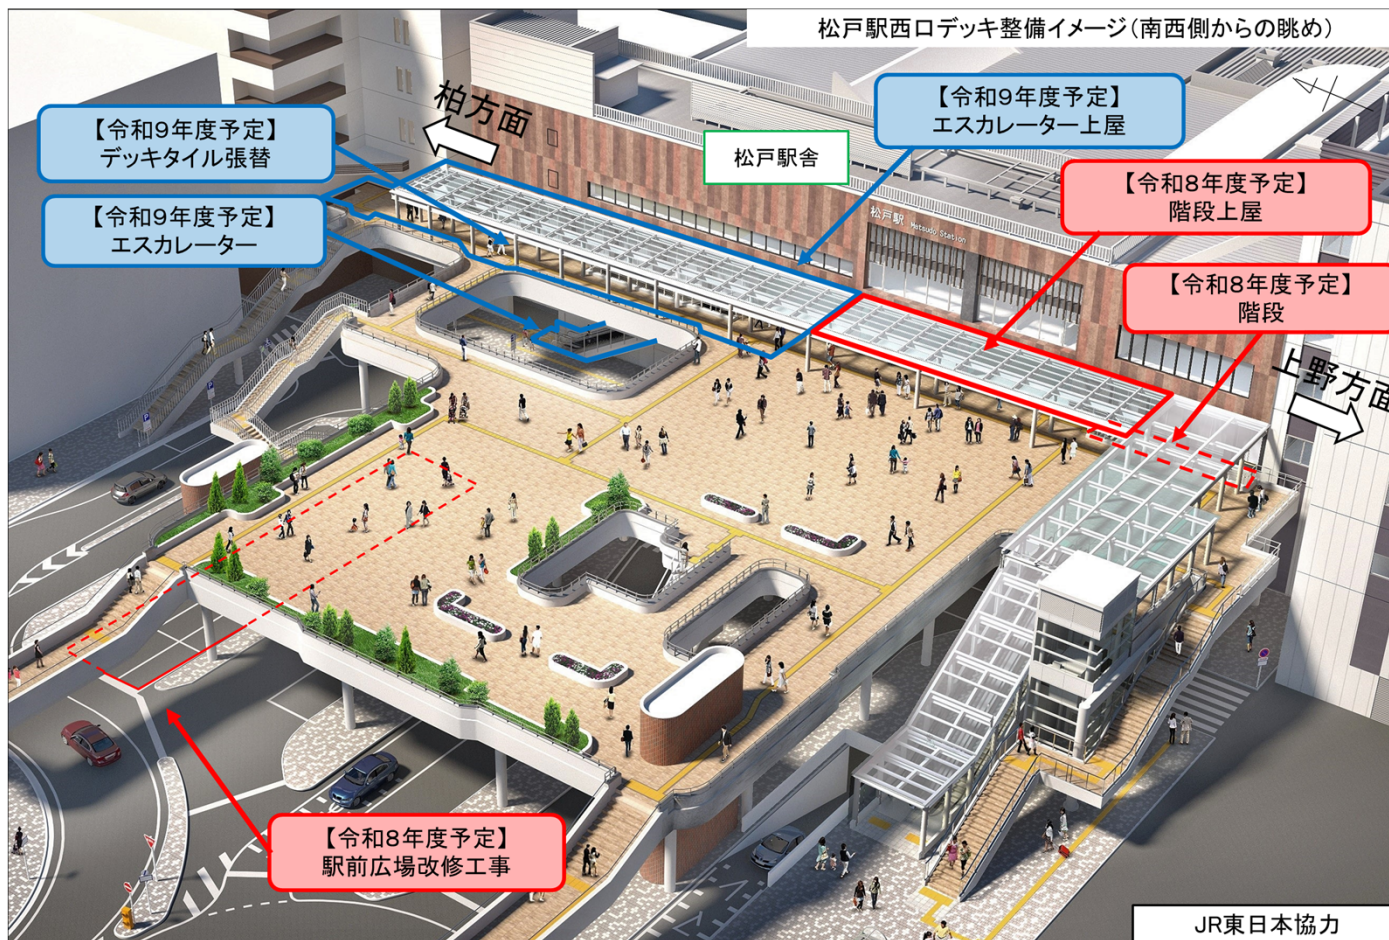 松戸駅西口デッキ整備イメージ(南西側からの眺め)
【令和9年度予定】
デッキタイル張替
柏方面
【令和9年度予定】
エスカレーター上屋
松戸駅舎
【令和8年度予定】
階段上屋
【令和9年度予定】
エスカレーター
松戸駅 Matsudo Station
【令和8年度予定】
階段
上野方面
【令和8年度予定】
駅前広場改修工事
JR東日本協力